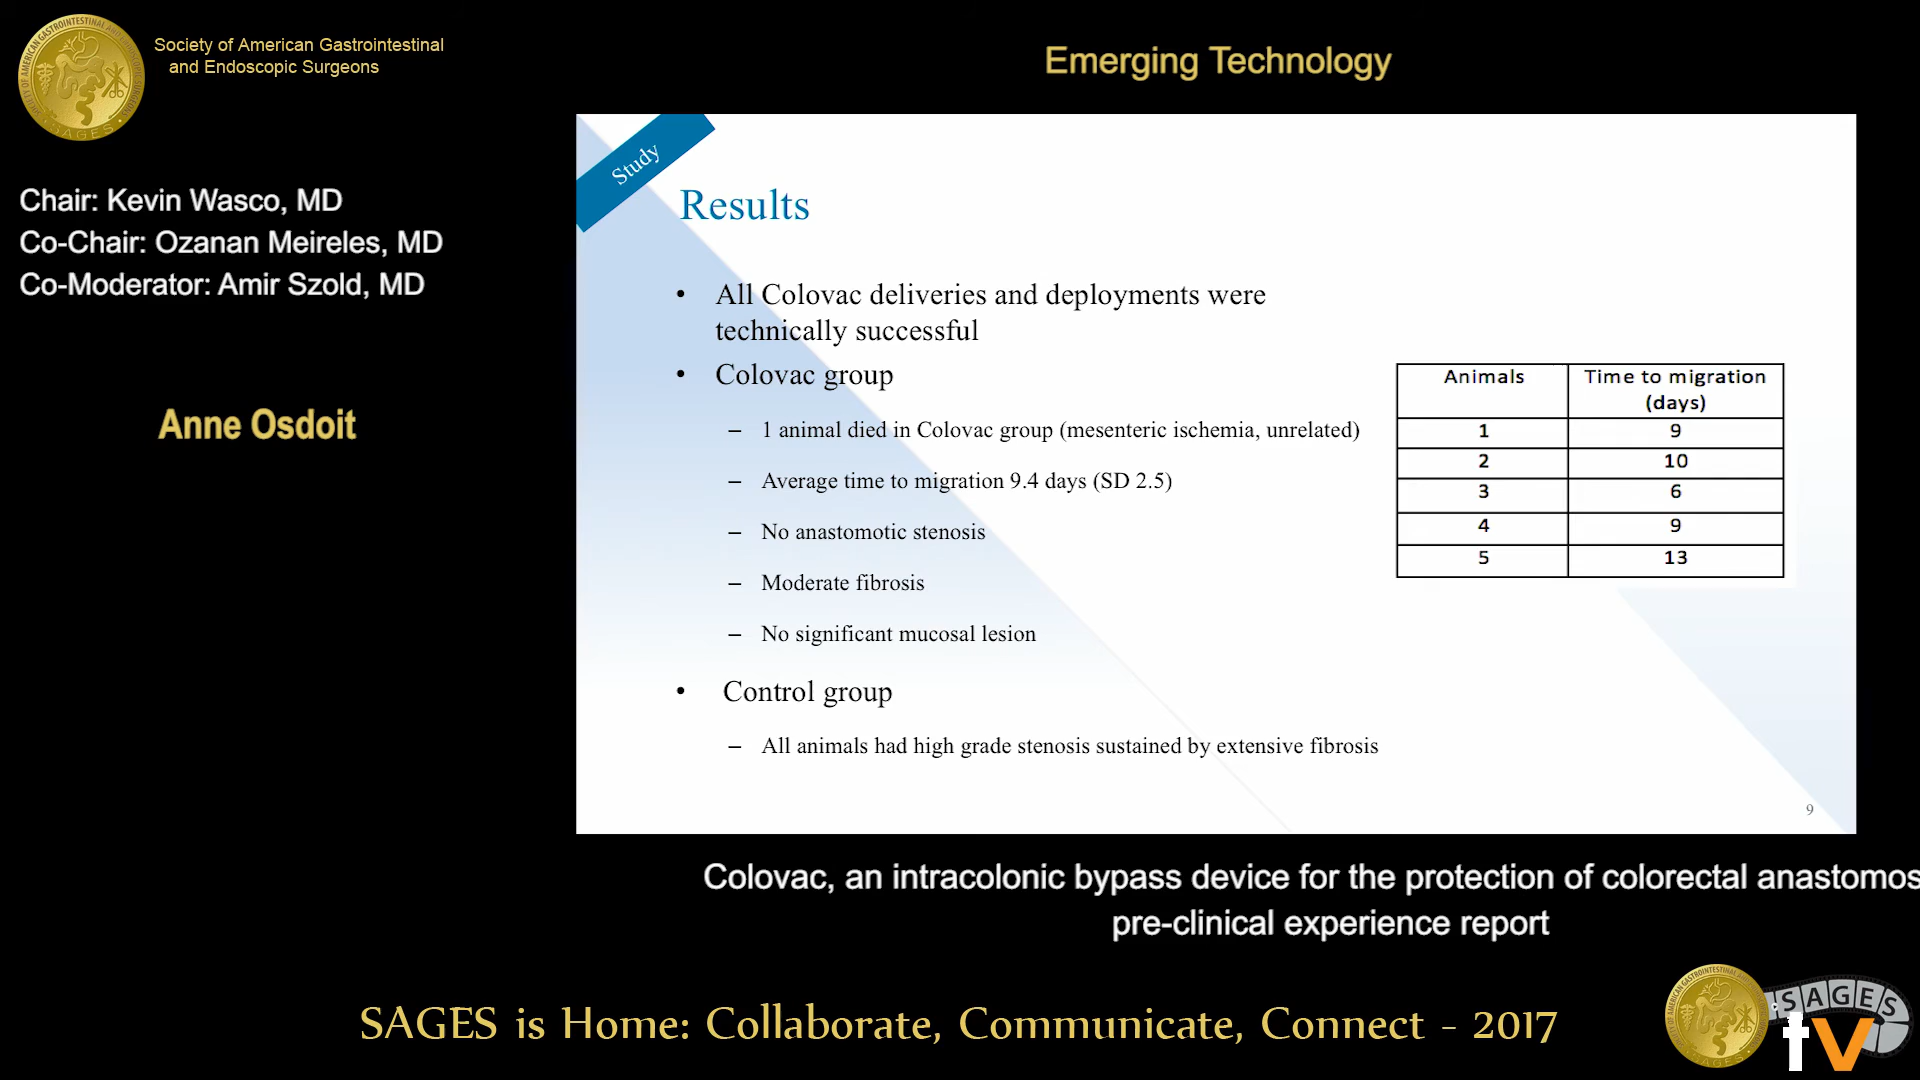 Society of American Gastrointestinal
and Endoscopic Surgeons
Emerging Technology
Chair: Kevin Wasco, MD
Co-Chair: Ozanan Meireles, MD
Co-Moderator: Amir Szold, MD
Anne Osdoit
Study
Results
• All Colovac deliveries and deployments were
technically successful
• Colovac group
– 1 animal died in Colovac group (mesenteric ischemia, unrelated)
– Average time to migration 9.4 days (SD 2.5)
– No anastomotic stenosis
– Moderate fibrosis
– No significant mucosal lesion
• Control group
– All animals had high grade stenosis sustained by extensive fibrosis
Animals Time to migration
(days)
1 9
2 10
3 6
4 9
5 13
9
Colovac, an intracolonic bypass device for the protection of colorectal anastomos
pre-clinical experience report
SAGES is Home: Collaborate, Communicate, Connect - 2017
SAGES
tv